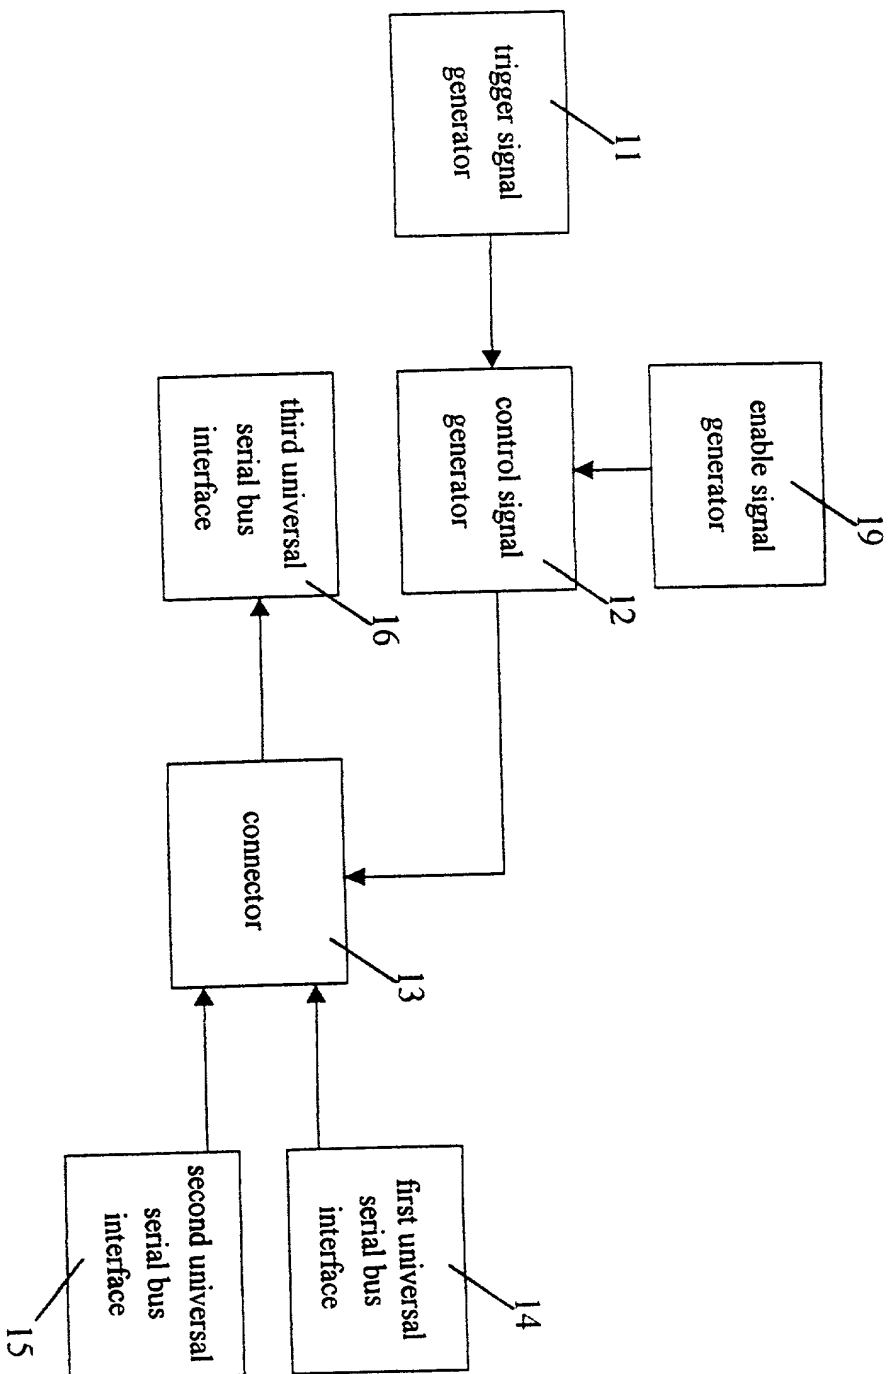 enable signal
generator
19
trigger signal
generator
11
control signal
generator
12
third universal
serial bus
interface
16
connector
13
first universal
serial bus
interface
14
second universal
serial bus
interface
15